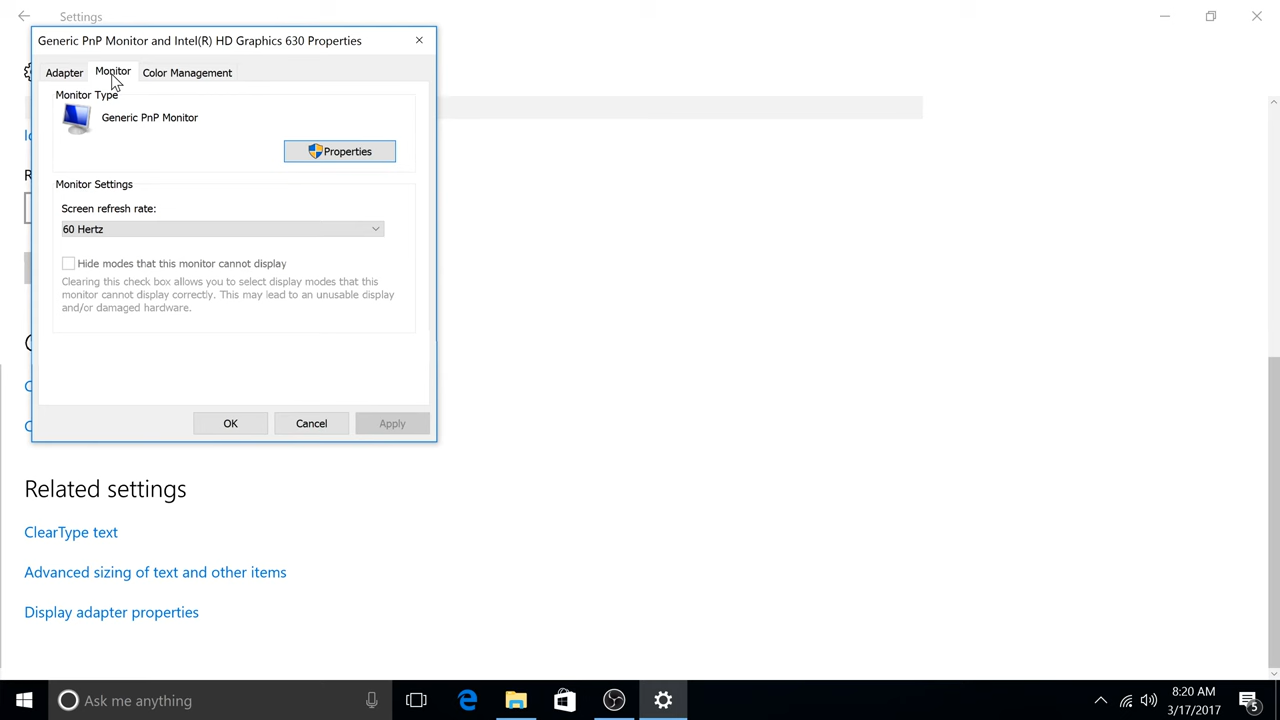 Settings
Generic PnP Monitor and Intel(R) HD Graphics 630 Properties
Adapter
Monitor
Color Management
Monitor Type
Generic PnP Monitor
Properties
Monitor Settings
Screen refresh rate:
60 Hertz
Hide modes that this monitor cannot display
Clearing this check box allows you to select display modes that this
monitor cannot display correctly. This may lead to an unusable display
and/or damaged hardware.
OK
Cancel
Apply
Related settings
ClearType text
Advanced sizing of text and other items
Display adapter properties
Ask me anything
8:20 AM
3/17/2017
5